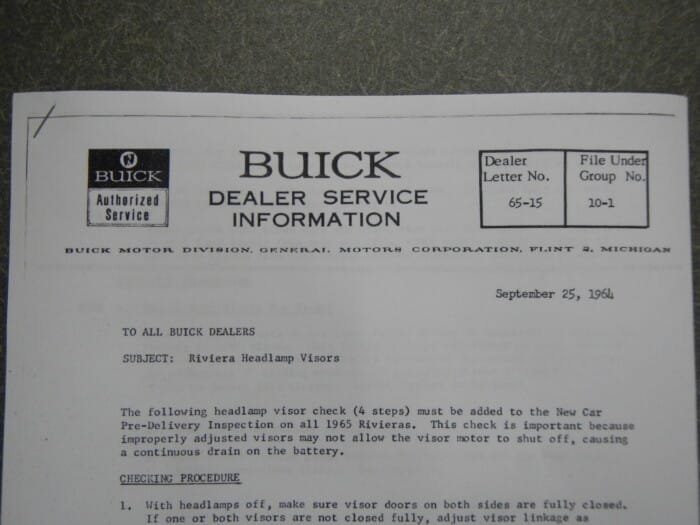 BUICK
Authorized
Service
BUICK
DEALER SERVICE
INFORMATION
Dealer
Letter No.
65-15
File Under
Group No.
10-1
BUICK MOTOR DIVISION, GENERAL MOTORS CORPORATION, FLINT 2, MICHIGAN
September 25, 1964
TO ALL BUICK DEALERS
SUBJECT: Riviera Headlamp Visors
The following headlamp visor check (4 steps) must be added to the New Car
Pre-Delivery Inspection on all 1965 Rivieras. This check is important because
improperly adjusted visors may not allow the visor motor to shut off, causing
a continuous drain on the battery.
CHECKING PROCEDURE
1. With headlamps off, make sure visor doors on both sides are fully closed.
If one or both visors are not closed fully, adjust visor linkage as